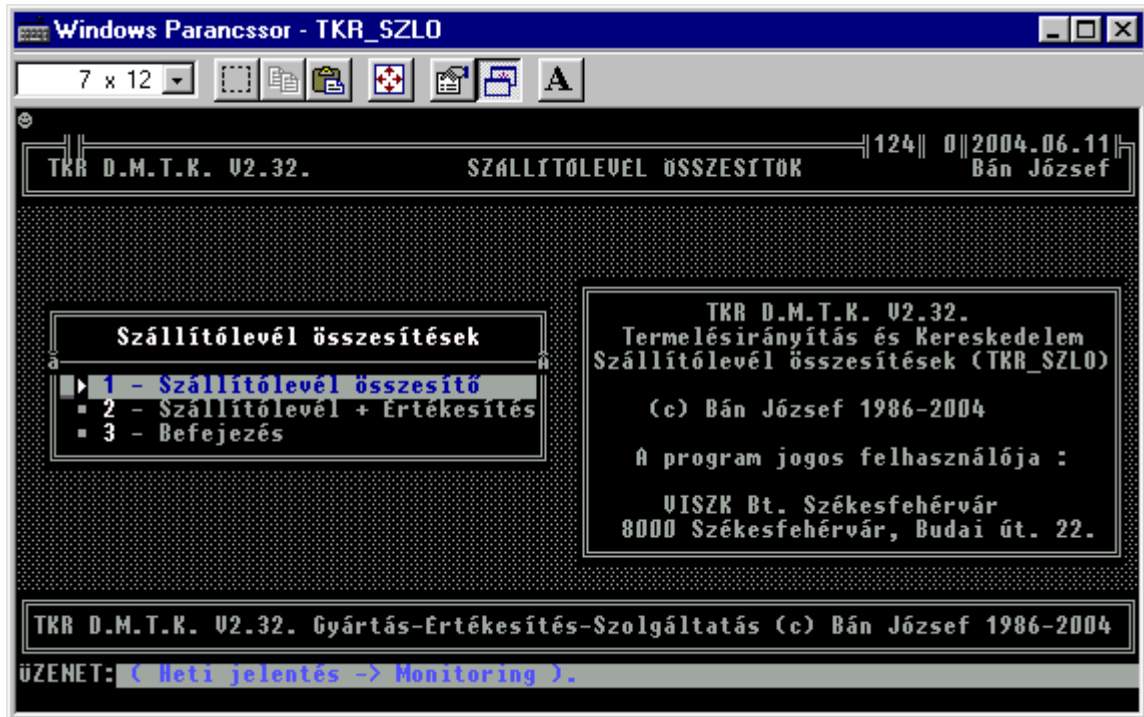 Windows Parancssor - TKR_SZLO
7 x 12
A
124 0 2004.06.11
TKR D.M.T.K. V2.32. SZÁLLÍTÓLEVÉL ÖSSZESÍTŐK Bán József
Szállítólevél összesítések
1 - Szállítólevél összesítő
2 - Szállítólevél + Értékesítés
3 - Befejezés
TKR D.M.T.K. V2.32.
Termelésirányítás és Kereskedelem
Szállítólevél összesítések (TKR_SZLO)
(c) Bán József 1986-2004
A program jogos felhasználója :
VISZK Bt. Székesfehérvár
8000 Székesfehérvár, Budai út. 22.
TKR D.M.T.K. V2.32. Gyártás-Értékesítés-Szolgáltatás (c) Bán József 1986-2004
üZENET: ( Heti jelentés -> Monitoring ).